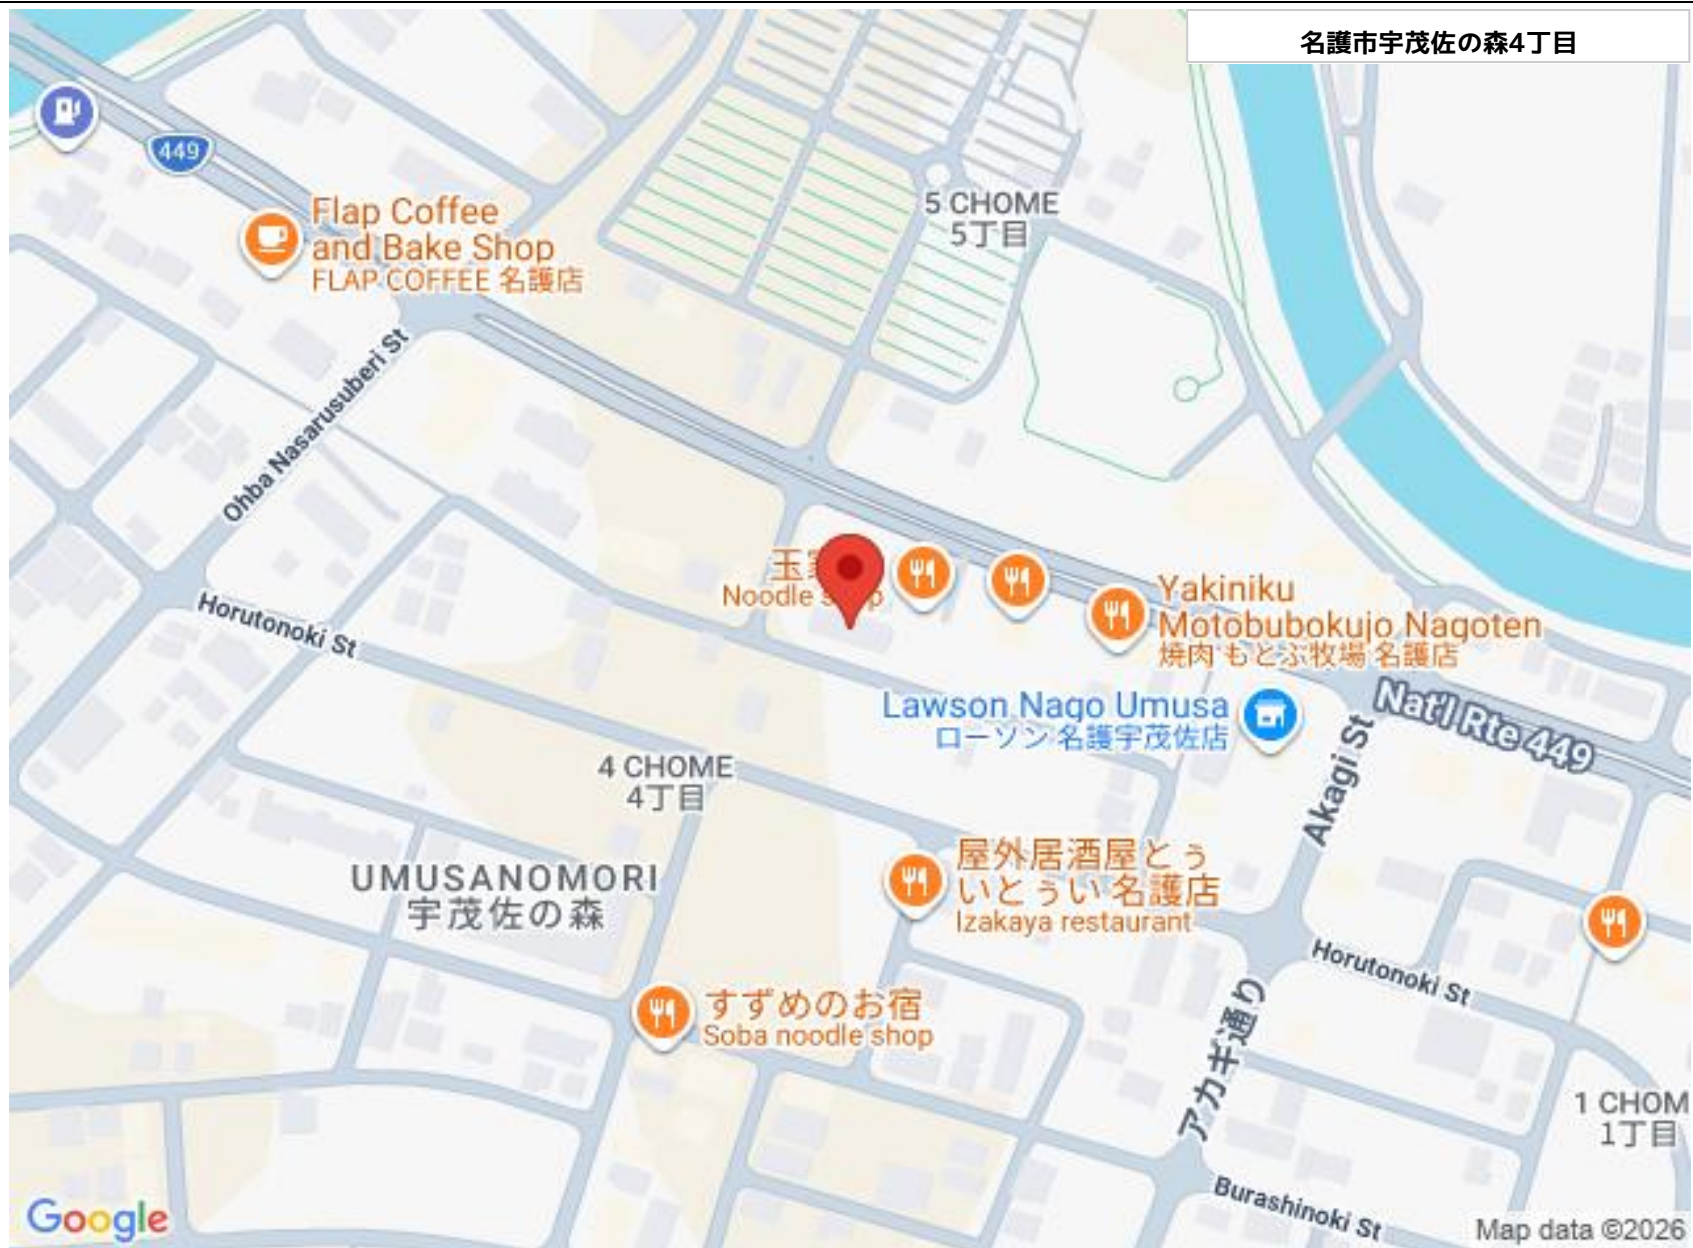 名護市宇茂佐の森4丁目
449
Flap Coffee
and Bake Shop
FLAP COFFEE 名護店
5 CHOME
5丁目
Ohba Nasarusuberi St
玉
Noodle
Yakiniku
Motobubokujo Nagoten
焼肉 もとぶ牧場 名護店
Horutonoki St
Lawson Nago Umusa
ローソン 名護宇茂佐店
Nat'l Rte 449
Akagi St
4 CHOME
4丁目
屋外居酒屋とぅ
いとぅい 名護店
Izakaya restaurant
UMUSANOMORI
宇茂佐の森
Horutonoki St
すずめのお宿
Soba noodle shop
アカギ通り
1 CHOM
1丁目
Burashinoki St
Google
Map data ©2026